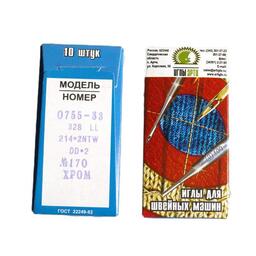 10 штук
МОДЕЛЬ
НОМЕР
0755-33
328 LL
214×2NTW
DD×2
№170
ХРОМ
ГОСТ 22249-82
ИГЛЫ АРТИ
ИГЛЫ ДЛЯ
ШВЕЙНЫХ МАШИН